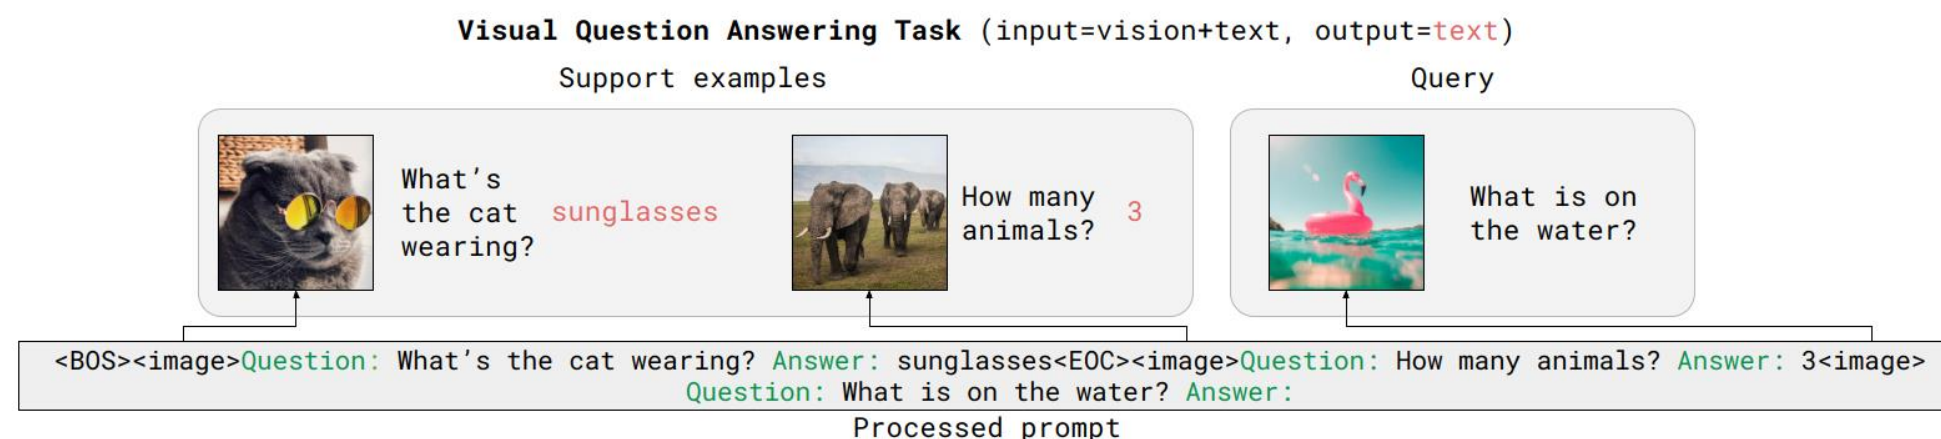 Visual Question Answering Task (input=vision+text, output=text)
Support examples
Query
What's
the cat
wearing?
sunglasses
How many
animals?
3
What is on
the water?
<BOS><image>Question: What's the cat wearing? Answer: sunglasses<EOC><image>Question: How many animals? Answer: 3<image>
Question: What is on the water? Answer:
Processed prompt